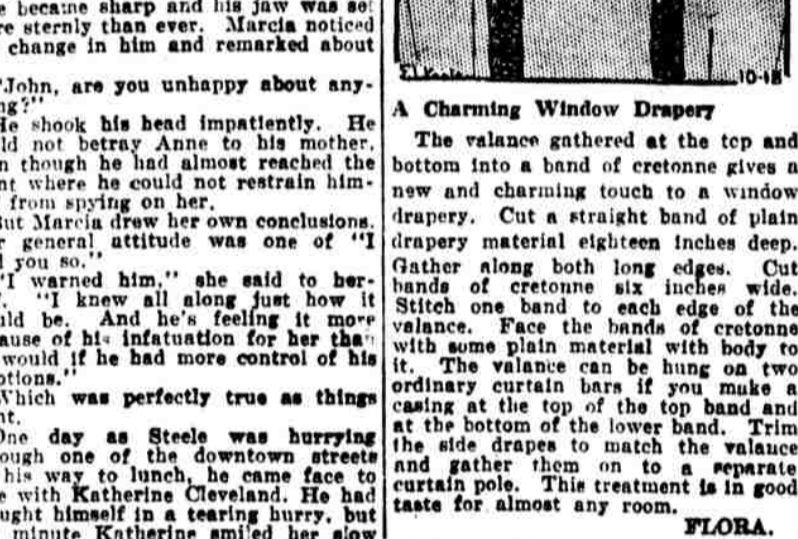 e became sharp and his jaw was set
re sternly than ever. Marcia noticed
change in him and remarked about
"John, are you unhappy about any-
ng?"
He shook his head impatiently. He
ld not betray Anne to his mother,
n though he had almost reached the
nt where he could not restrain him-
from spying on her.
But Marcia drew her own conclusions.
r general attitude was one of "I
d you so."
"I warned him," she said to her-
"I knew all along just how it
uld be. And he's feeling it more
ause of his infatuation for her than
would if he had more control of his
otions."
Which was perfectly true as things
nt.
One day as Steele was hurrying
ough one of the downtown streets
his way to lunch, he came face to
e with Katherine Cleveland. He had
ught himself in a tearing hurry, but
minute Katherine smiled her slow
10-18
A Charming Window Drapery
The valance gathered at the top and
bottom into a band of cretonne gives a
new and charming touch to a window
drapery. Cut a straight band of plain
drapery material eighteen inches deep.
Gather along both long edges. Cut
bands of cretonne six inches wide.
Stitch one band to each edge of the
valance. Face the bands of cretonne
with some plain material with body to
it. The valance can be hung on two
ordinary curtain bars if you make a
casing at the top of the top band and
at the bottom of the lower band. Trim
the side drapes to match the valance
and gather them on to a separate
curtain pole. This treatment is in good
taste for almost any room.
FLORA.